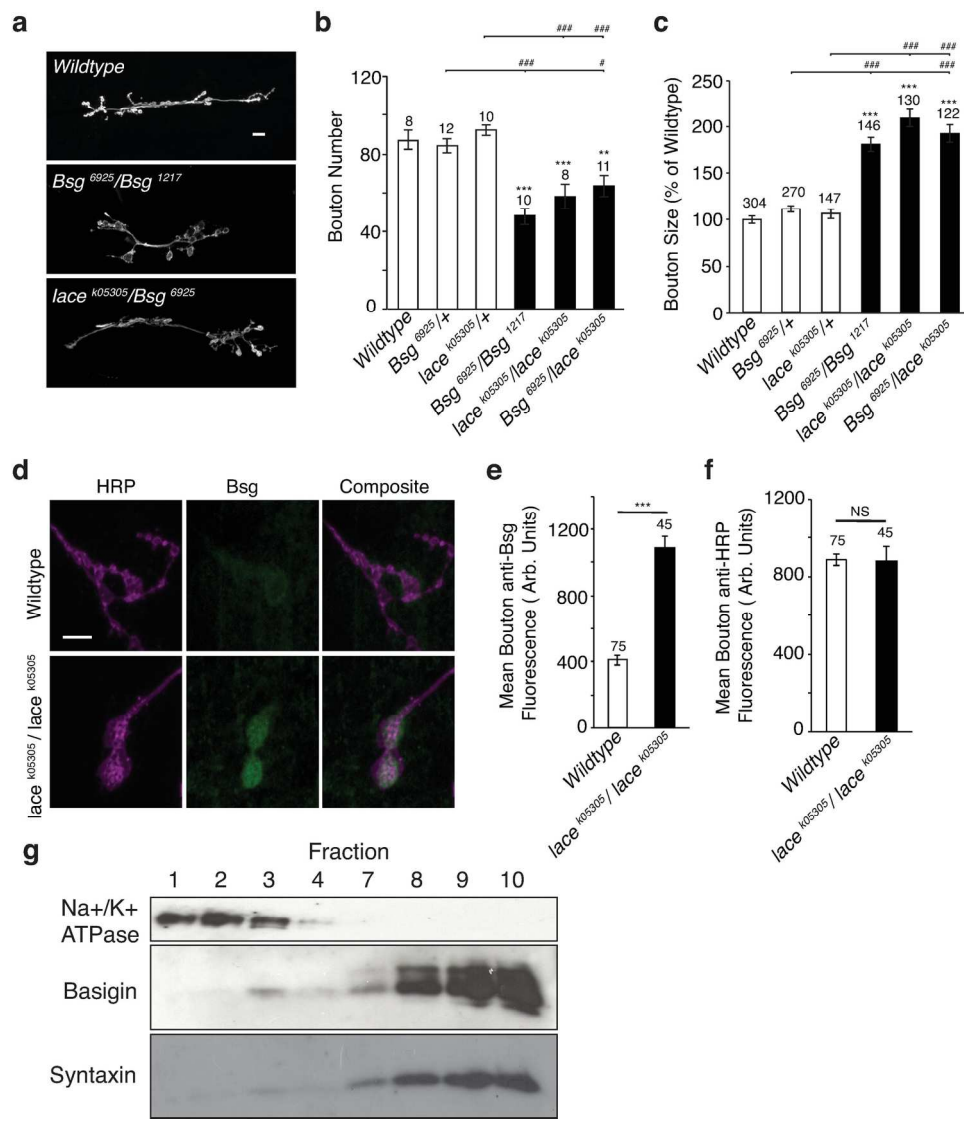 a
Wildtype
Bsg 6925/Bsg 1217
lace k05305/Bsg 6925
b
### ###
### #
Bouton Number
120
80
40
0
8
12
10
***
10
***
8
**
11
Wildtype
Bsg 6925/+
lace k05305/+
Bsg 6925/Bsg 1217
lace k05305/lace k05305
Bsg 6925/lace k05305
c
### ###
### ###
Bouton Size (% of Wildtype)
250
200
150
100
50
0
304
270
147
***
146
***
130
***
122
Wildtype
Bsg 6925/+
lace k05305/+
Bsg 6925/Bsg 1217
lace k05305/lace k05305
Bsg 6925/lace k05305
d
HRP Bsg Composite
Wildtype
lace k05305/ lace k05305
e
Mean Bouton anti-Bsg
Fluorescence ( Arb. Units)
1200
800
400
0
***
75
45
Wildtype
lace k05305/ lace k05305
f
Mean Bouton anti-HRP
Fluorescence ( Arb. Units)
1200
800
400
0
NS
75
45
Wildtype
lace k05305/ lace k05305
g
Fraction
1 2 3 4 7 8 9 10
Na+/K+
ATPase
Basigin
Syntaxin